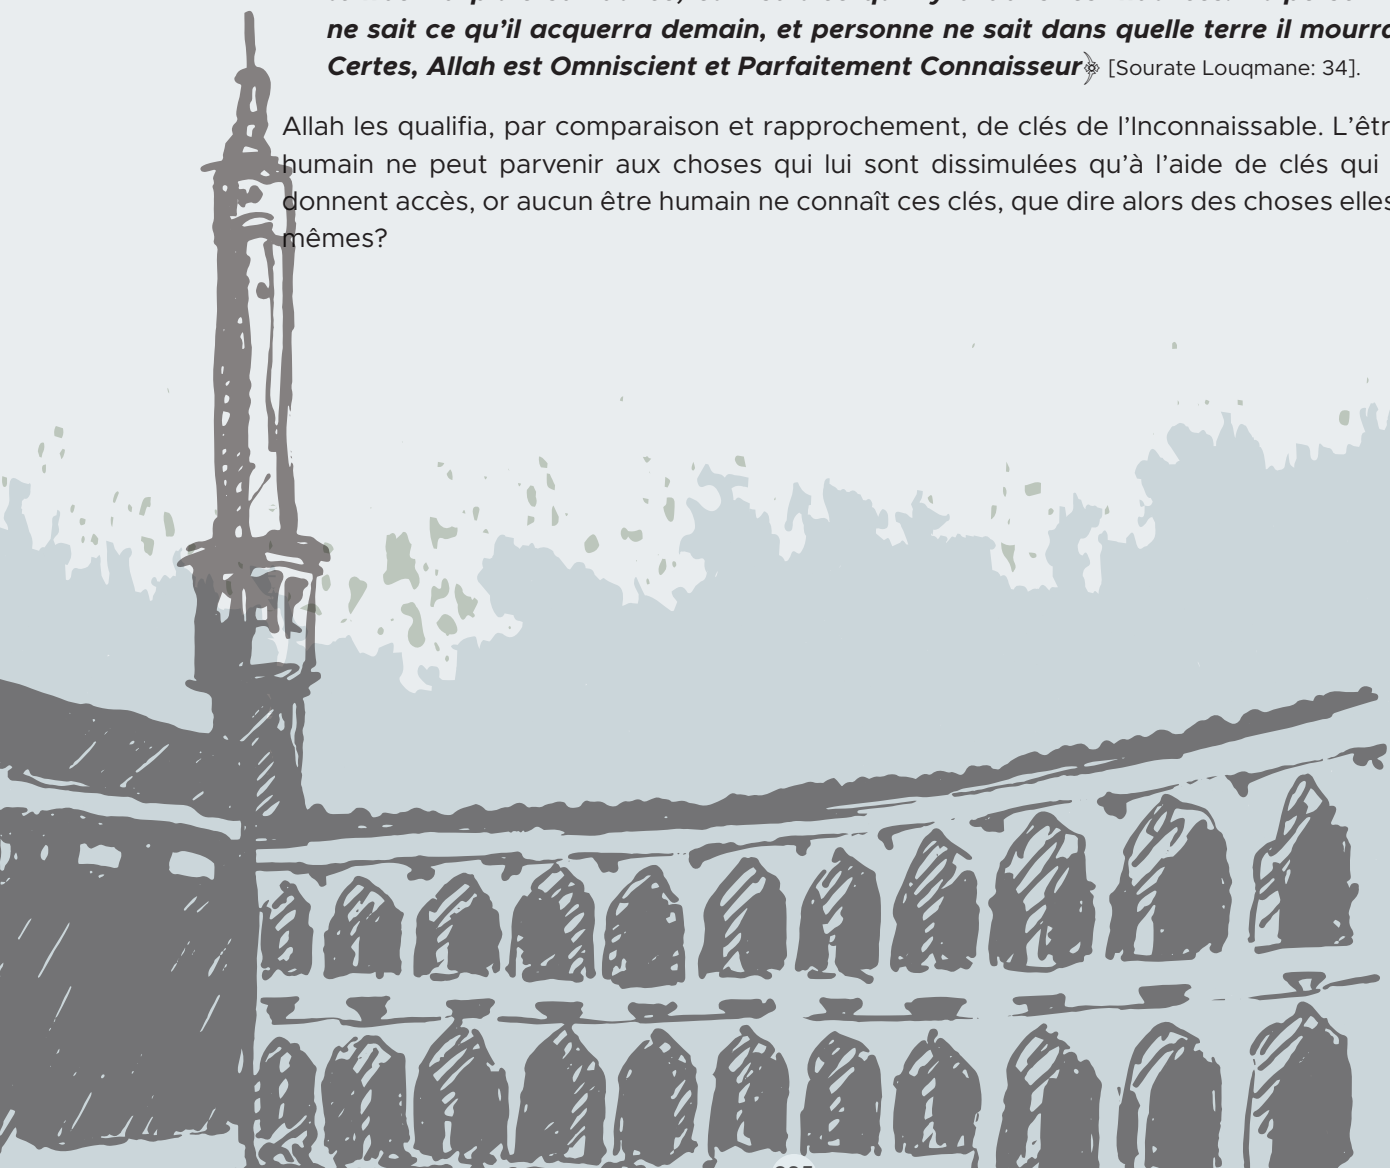 ne sait ce qu’il acquerra demain, et personne ne sait dans quelle terre il mourra
Certes, Allah est Omniscient et Parfaitement Connaisseur﴾ [Sourate Louqmane: 34].
Allah les qualifia, par comparaison et rapprochement, de clés de l’Inconnaissable. L’êtr
humain ne peut parvenir aux choses qui lui sont dissimulées qu’à l’aide de clés qui
donnent accès, or aucun être humain ne connaît ces clés, que dire alors des choses elles
mêmes?